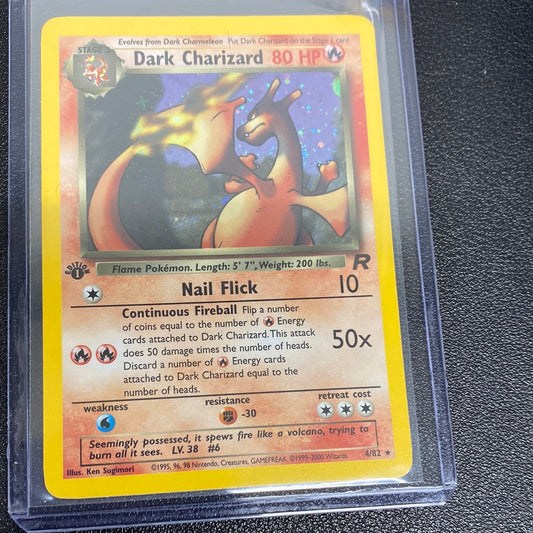 Evolves from Dark Charmeleon Put Dark Charizard on the Stage 1 card
STAGE 2
Dark Charizard 80 HP
Flame Pokémon. Length: 5' 7", Weight: 200 lbs.
EDITION
1
R
Nail Flick 10
Continuous Fireball Flip a number
of coins equal to the number of Energy
cards attached to Dark Charizard. This attack
does 50 damage times the number of heads.
Discard a number of Energy cards
attached to Dark Charizard equal to the
number of heads.
50x
weakness resistance retreat cost
-30
Seemingly possessed, it spews fire like a volcano, trying to
burn all it sees. LV. 38 #6
Illus. Ken Sugimori ©1995, 96, 98 Nintendo, Creatures, GAMEFREAK. ©1999-2000 Wizards. 4/82 ★